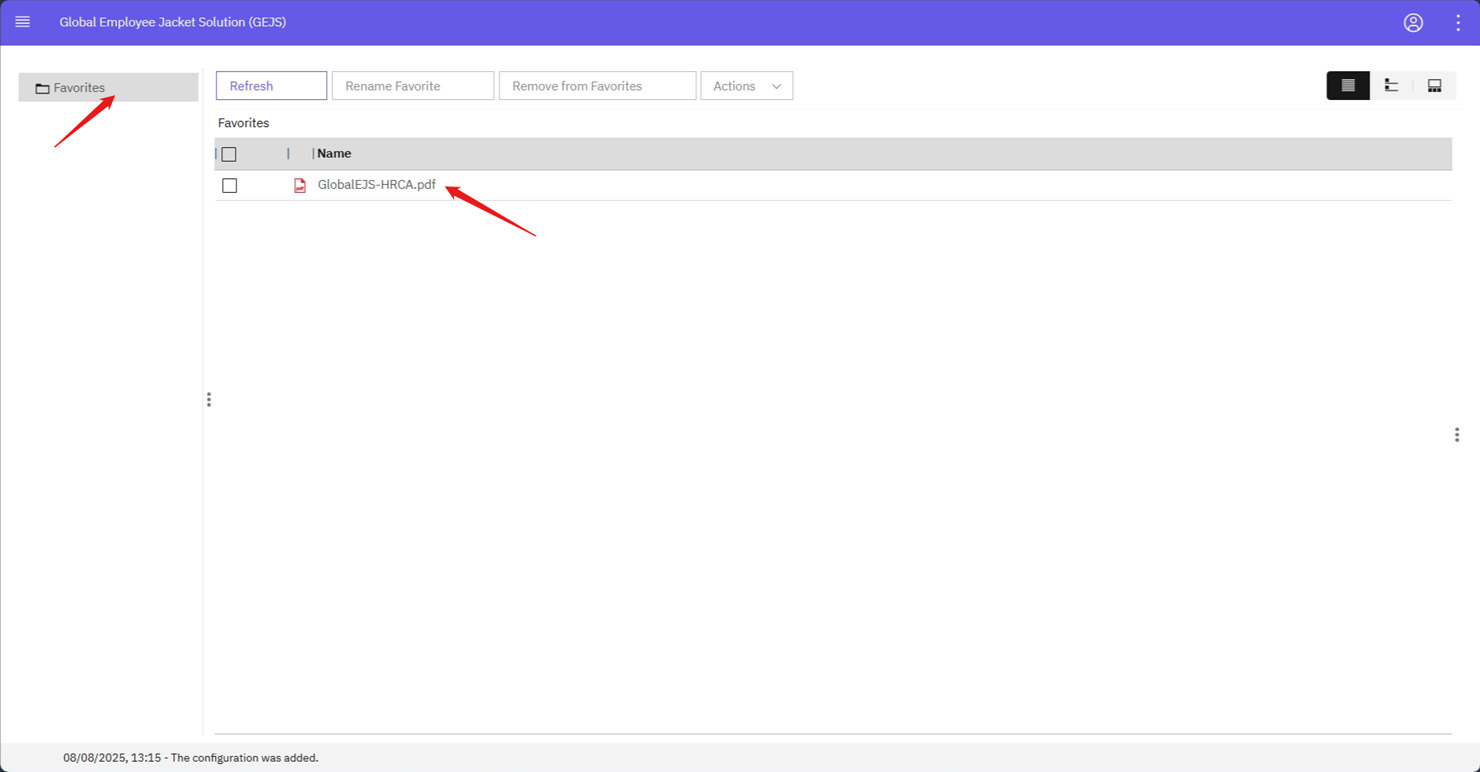 Global Employee Jacket Solution (GEJS)
Favorites
Refresh Rename Favorite Remove from Favorites Actions
Favorites
Name
GlobalEJS-HRCA.pdf
08/08/2025, 13:15 - The configuration was added.